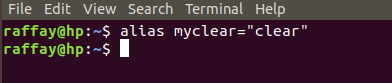 File Edit View Search Terminal Help
raffay@hp:~$ alias myclear="clear"
raffay@hp:~$